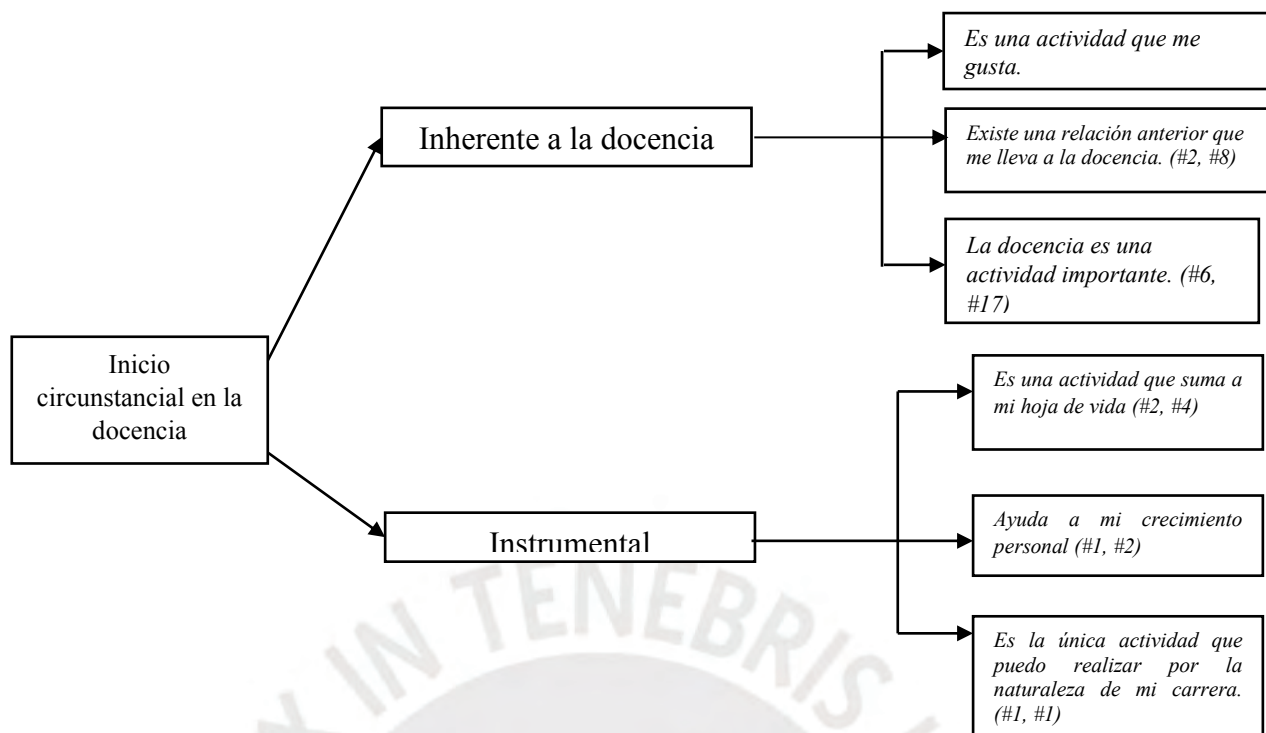 Es una actividad que me
gusta.
Inherente a la docencia
Existe una relación anterior que
me lleva a la docencia. (#2, #8)
La docencia es una
actividad importante. (#6,
#17)
Inicio
circunstancial en la
docencia
Es una actividad que suma a
mi hoja de vida (#2, #4)
Instrumental
Ayuda a mi crecimiento
personal (#1, #2)
Es la única actividad que
puedo realizar por la
naturaleza de mi carrera.
(#1, #1)
X IN TENEBRIS